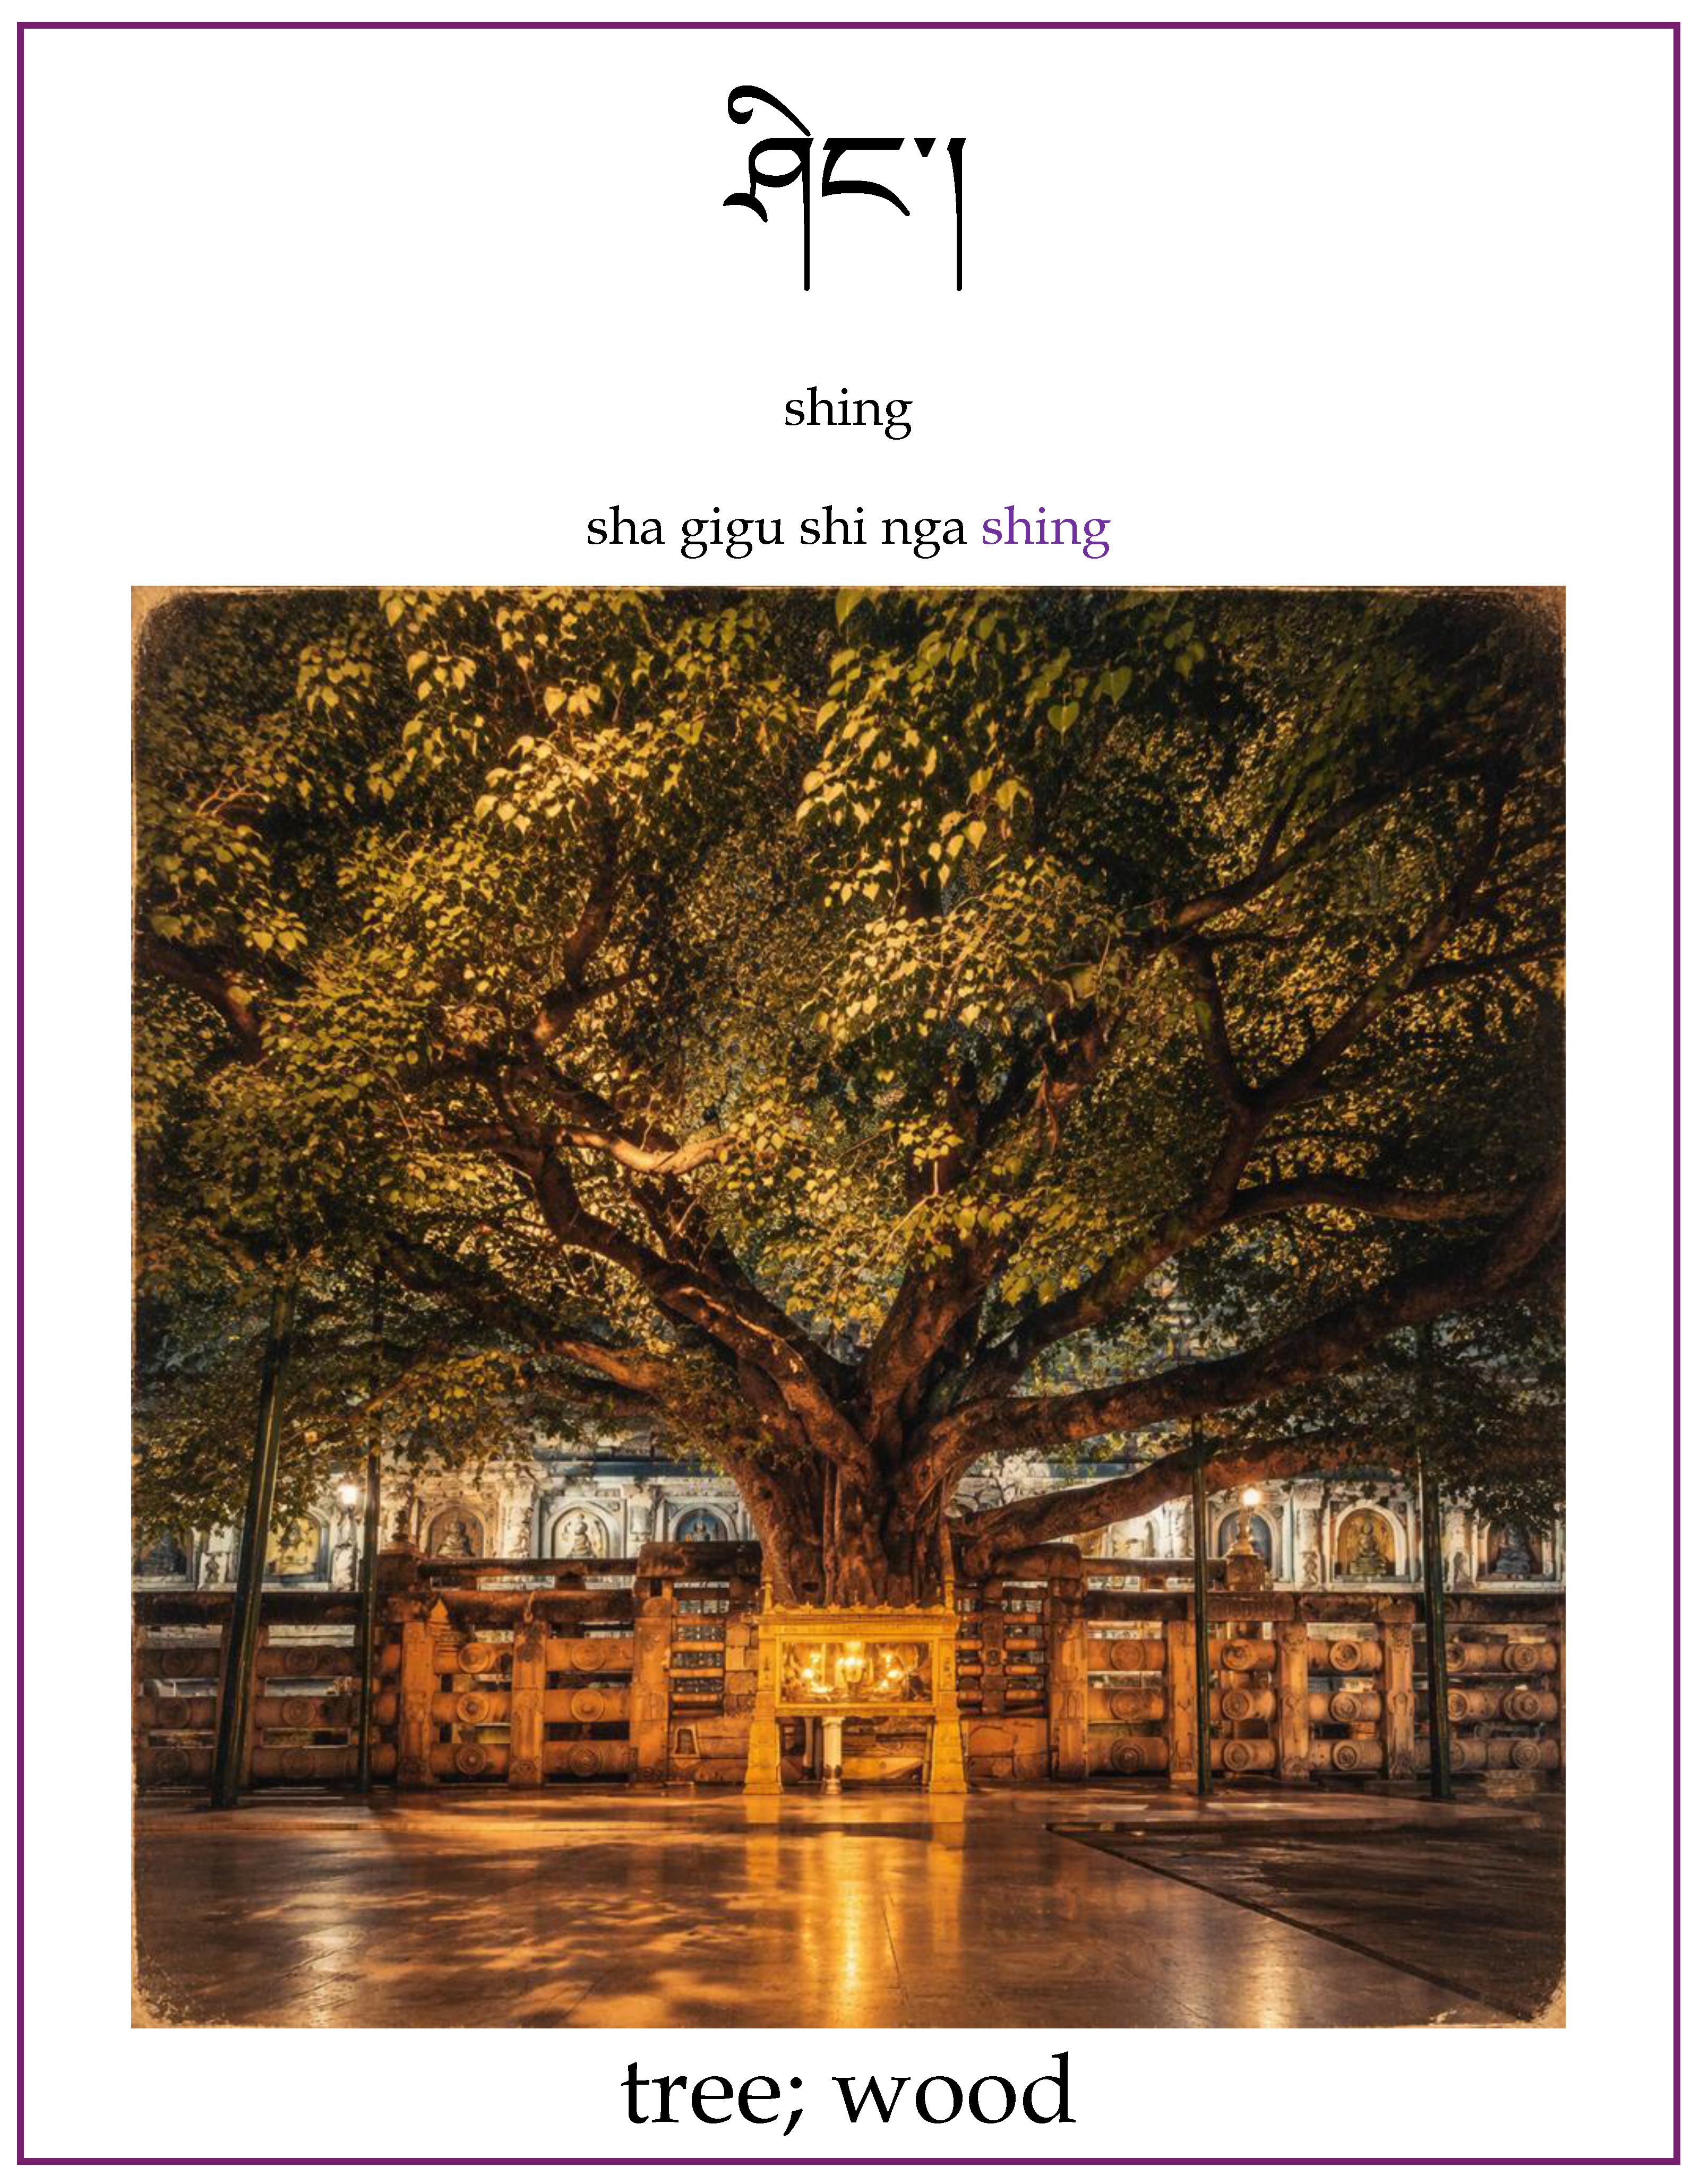 ཤིང་།
shing
sha gigu shi nga shing
tree; wood